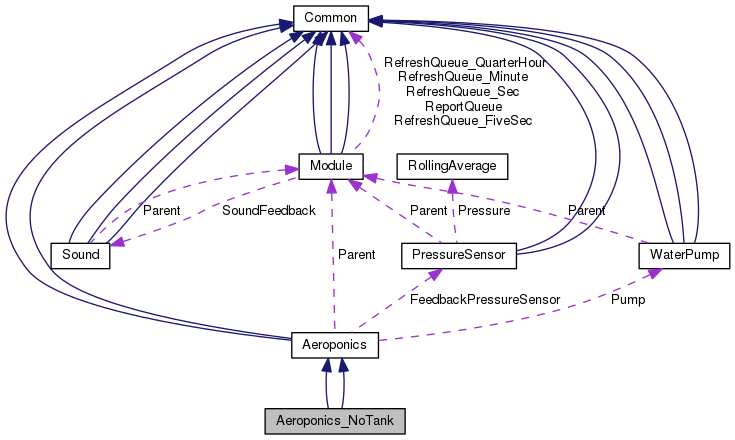 Common
RefreshQueue_QuarterHour
RefreshQueue_Minute
RefreshQueue_Sec
ReportQueue
RefreshQueue_FiveSec
Module
RollingAverage
Parent
SoundFeedback
Parent
Pressure
Parent
Sound
Parent
PressureSensor
WaterPump
FeedbackPressureSensor
Pump
Aeroponics
Aeroponics_NoTank